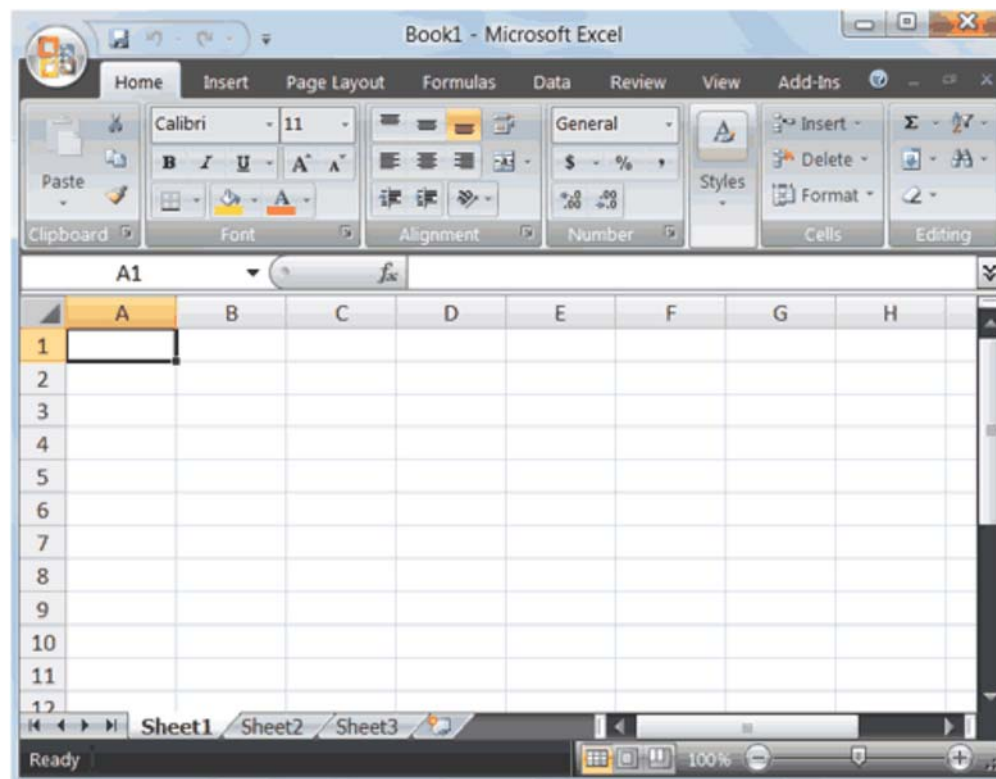 Book1 - Microsoft Excel
Home Insert Page Layout Formulas Data Review View Add-Ins
Calibri 11 General Insert
B I U A A $ % , Delete
Paste A Styles Format
Clipboard Font Alignment Number Cells Editing
A1 fx
A B C D E F G H
1
2
3
4
5
6
7
8
9
10
11
12
Sheet1 Sheet2 Sheet3
Ready 100%